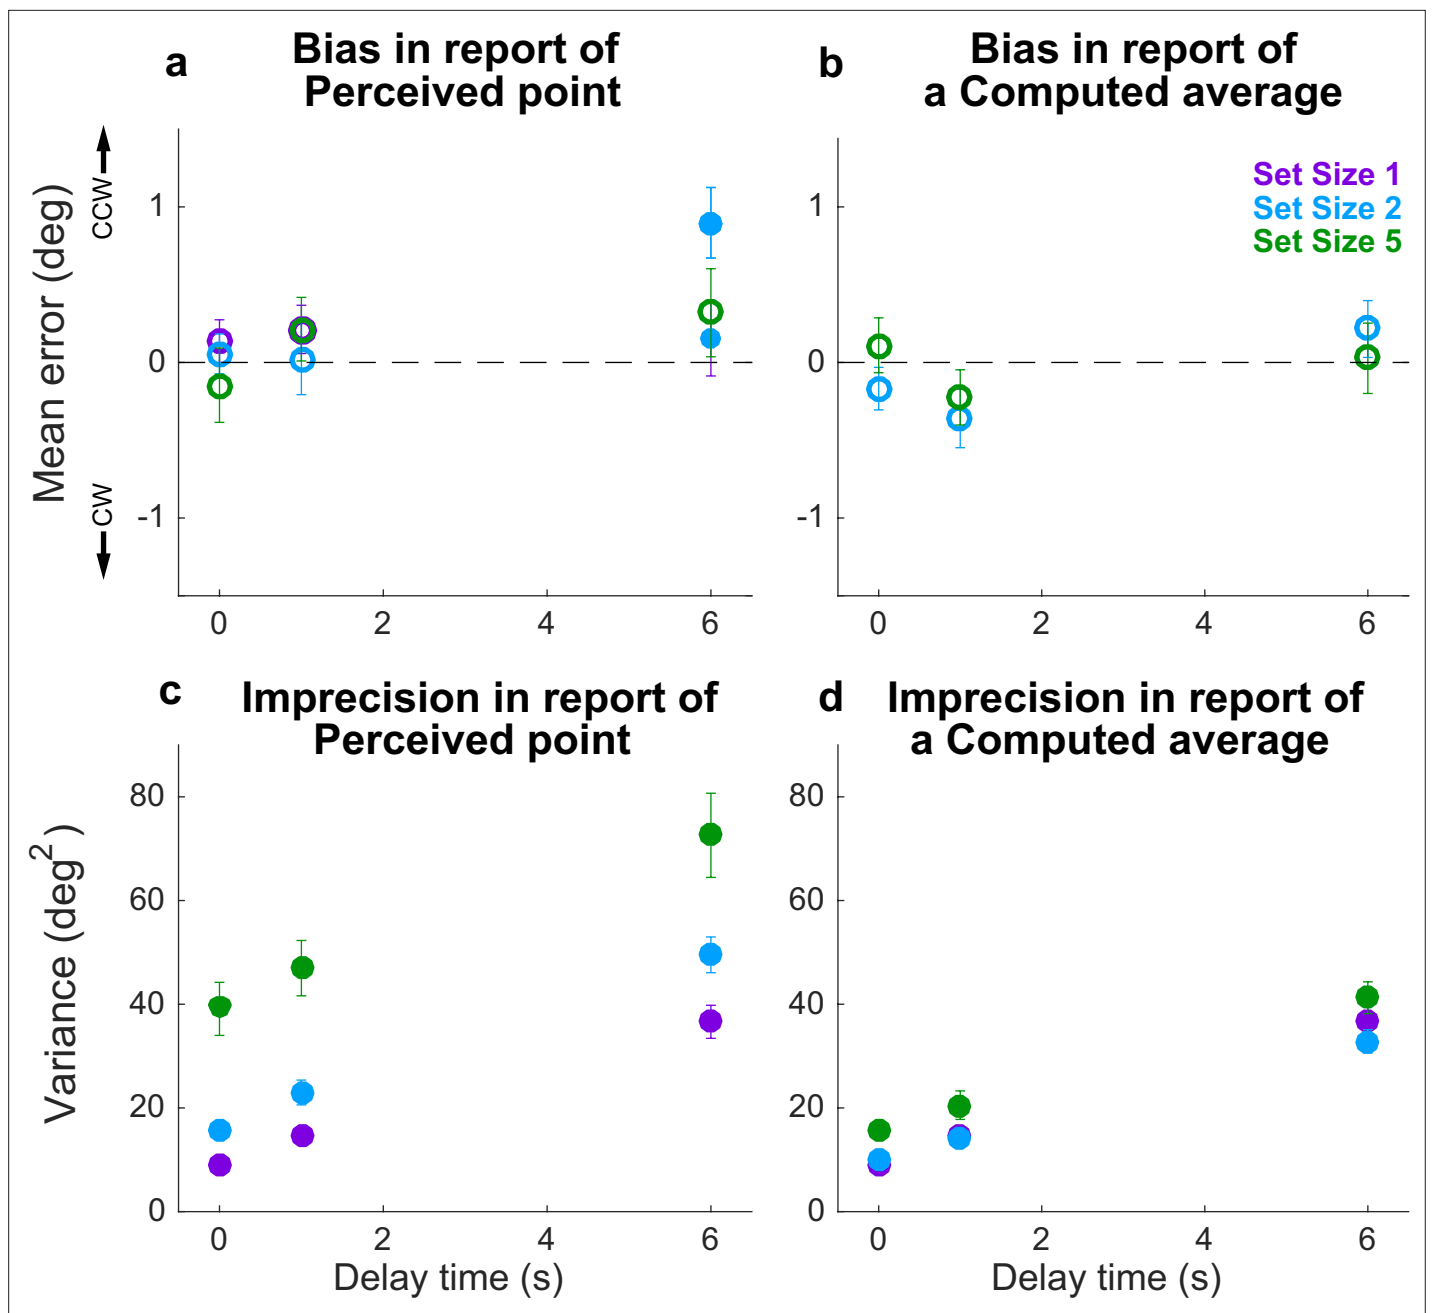 a
Bias in report of
Perceived point
b
Bias in report of
a Computed average
Mean error (deg)
CCW
CW
1
0
-1
0 2 4 6
1
0
-1
0 2 4 6
Set Size 1
Set Size 2
Set Size 5
c
Imprecision in report of
Perceived point
d
Imprecision in report of
a Computed average
Variance (deg²)
80
60
40
20
0
0 2 4 6
Delay time (s)
80
60
40
20
0
0 2 4 6
Delay time (s)